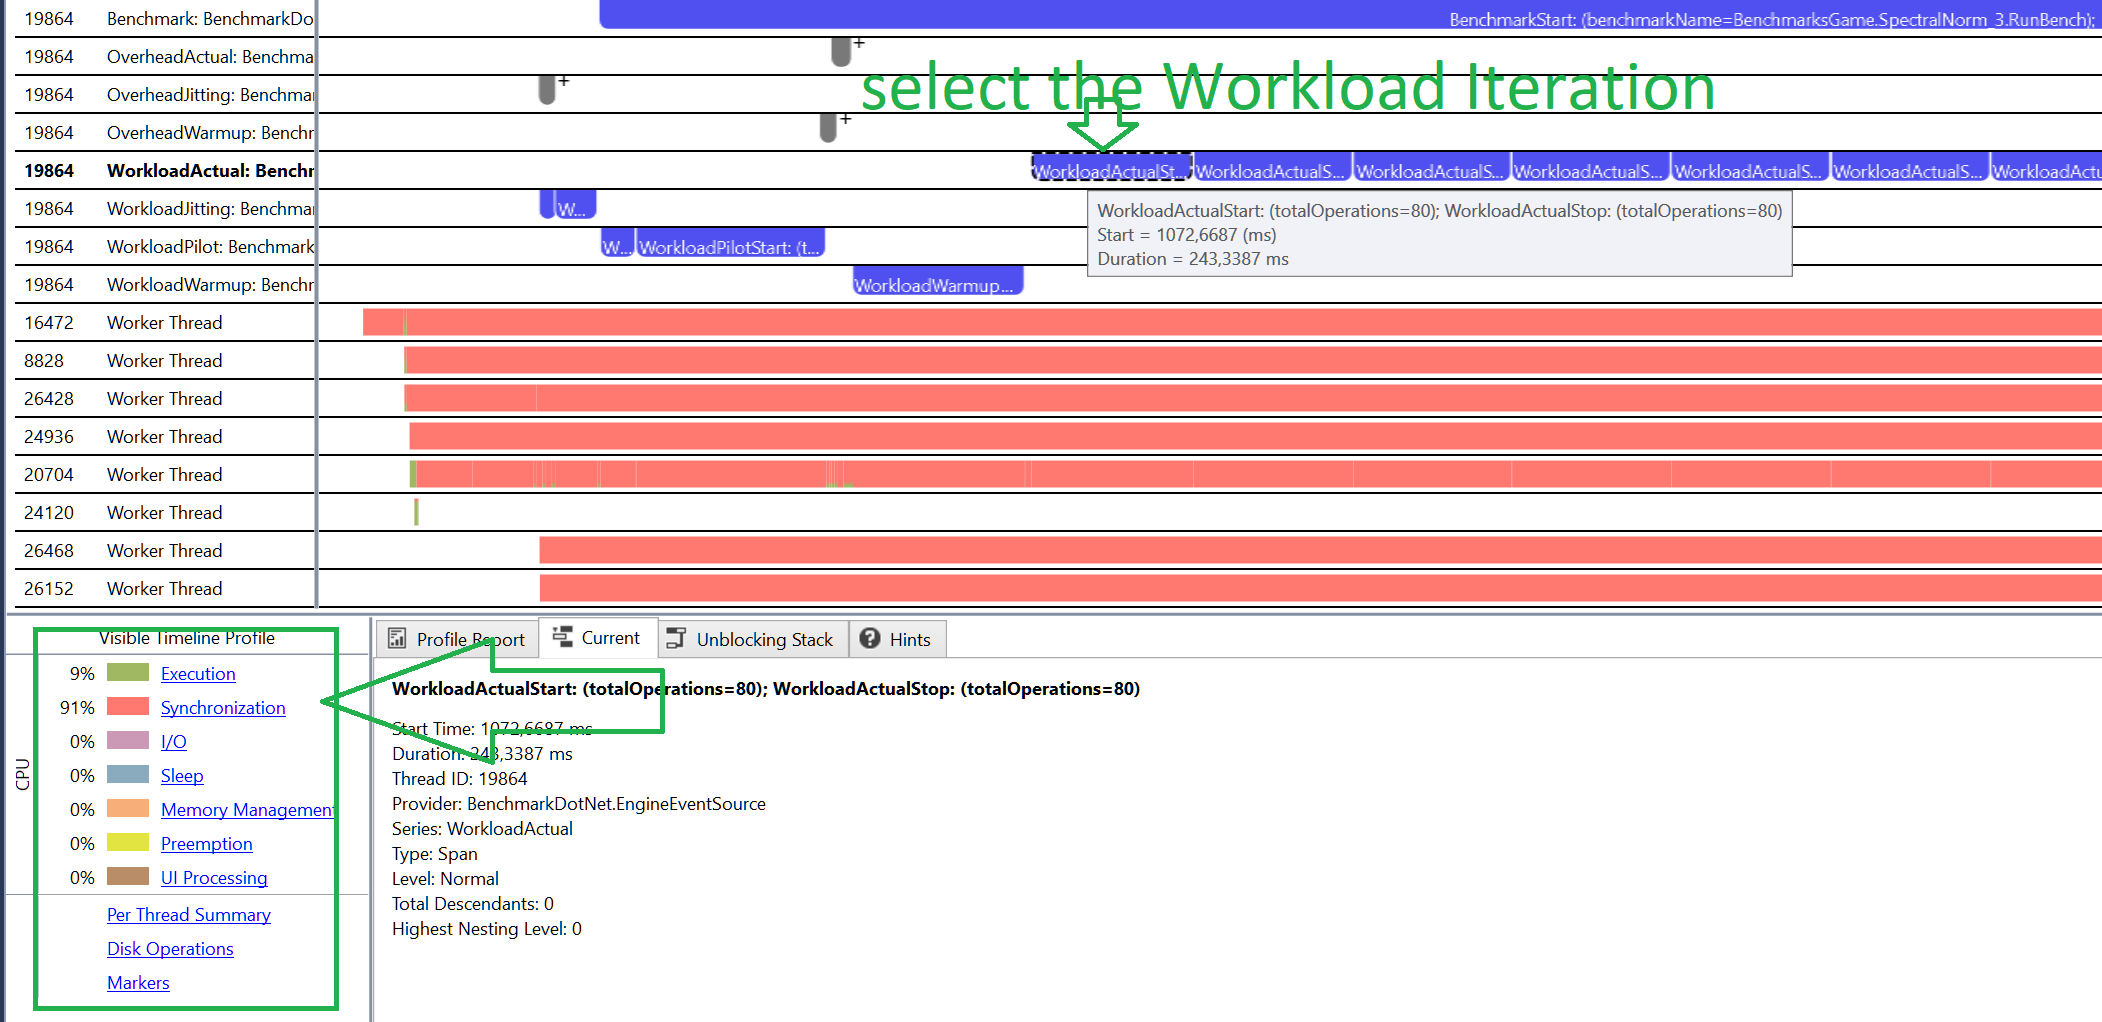 19864 Benchmark: BenchmarkDo BenchmarkStart: (benchmarkName=BenchmarksGame.SpectralNorm_3.RunBench);
19864 OverheadActual: Benchma +
19864 OverheadJitting: Benchmar +
select the Workload Iteration
19864 OverheadWarmup: Benchr +
19864 WorkloadActual: Benchr WorkloadActualSt... WorkloadActualS... WorkloadActualS... WorkloadActualS... WorkloadActualS... WorkloadActualS... WorkloadActu
19864 WorkloadJitting: Benchmar W...
WorkloadActualStart: (totalOperations=80); WorkloadActualStop: (totalOperations=80)
Start = 1072,6687 (ms)
Duration = 243,3387 ms
19864 WorkloadPilot: Benchmark W... WorkloadPilotStart: (t...
19864 WorkloadWarmup: Benchr WorkloadWarmup...
16472 Worker Thread
8828 Worker Thread
26428 Worker Thread
24936 Worker Thread
20704 Worker Thread
24120 Worker Thread
26468 Worker Thread
26152 Worker Thread
Visible Timeline Profile
CPU
9% Execution
91% Synchronization
0% I/O
0% Sleep
0% Memory Management
0% Preemption
0% UI Processing
Per Thread Summary
Disk Operations
Markers
Profile Report Current Unblocking Stack ? Hints
WorkloadActualStart: (totalOperations=80); WorkloadActualStop: (totalOperations=80)
Start Time: 1072,6687 ms
Duration: 243,3387 ms
Thread ID: 19864
Provider: BenchmarkDotNet.EngineEventSource
Series: WorkloadActual
Type: Span
Level: Normal
Total Descendants: 0
Highest Nesting Level: 0